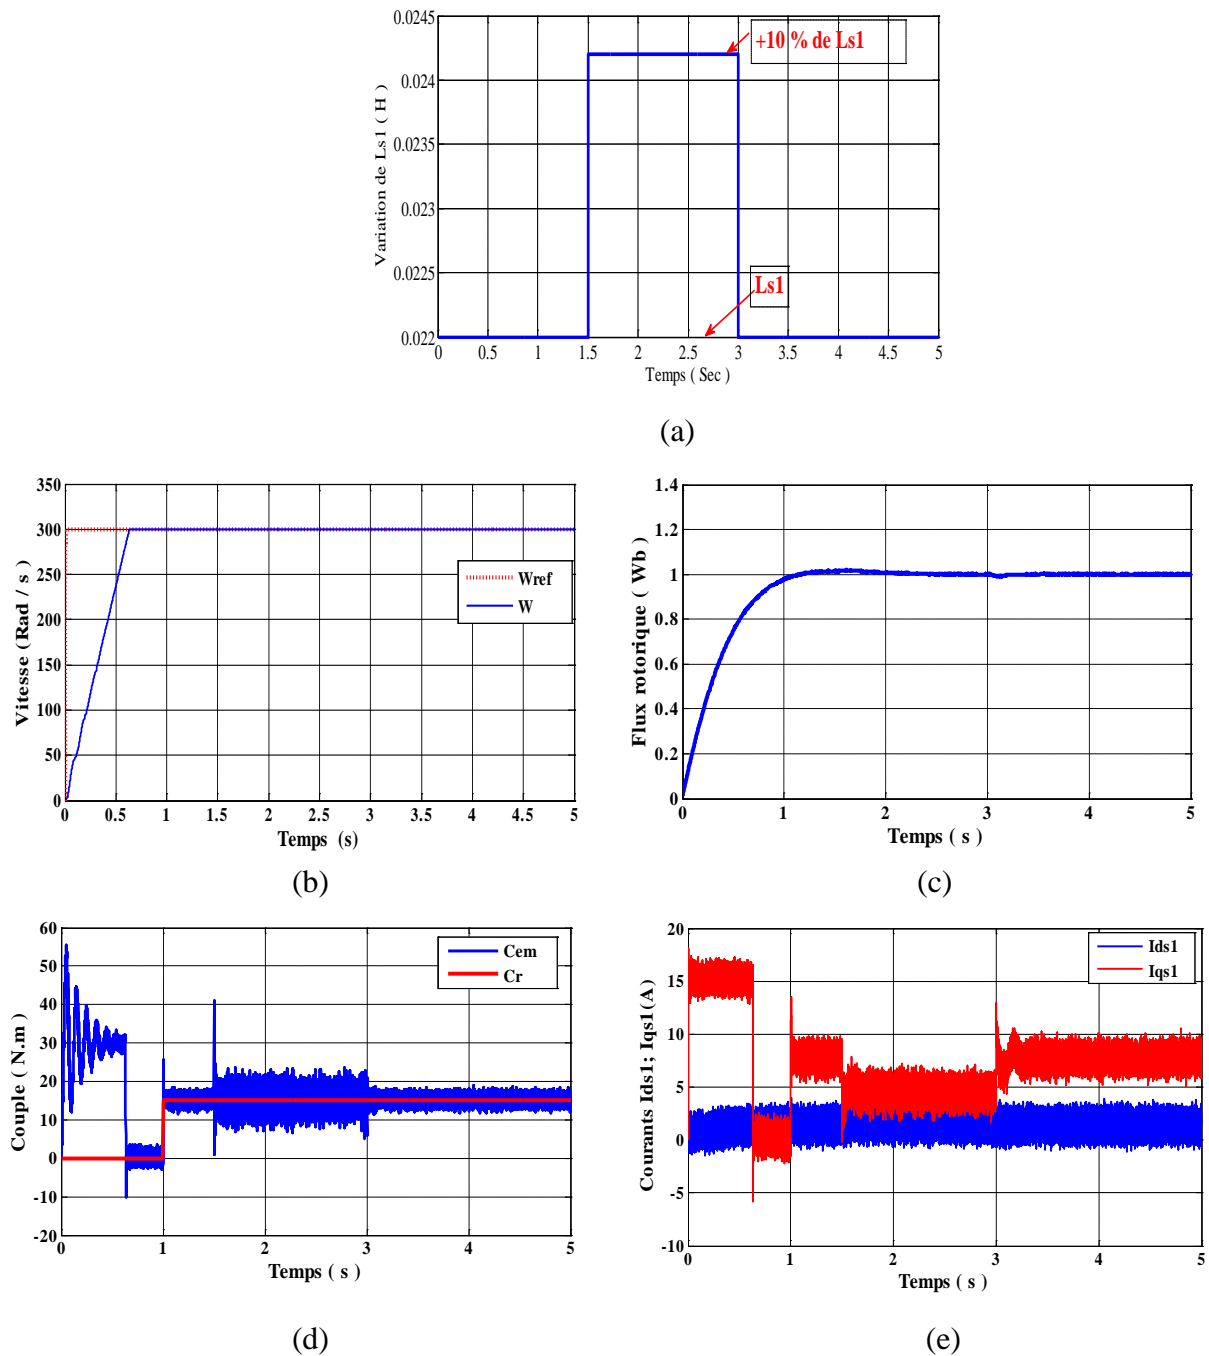 0.0245
0.024
0.0235
0.023
0.0225
0.022
Variation de Ls1 ( H )
+10 % de Ls1
Ls1
0 0.5 1 1.5 2 2.5 3 3.5 4 4.5 5
Temps ( Sec )
(a)
350
300
250
200
150
100
50
0
Vitesse (Rad / s )
Wref
W
0 0.5 1 1.5 2 2.5 3 3.5 4 4.5 5
Temps (s)
(b)
1.4
1.2
1
0.8
0.6
0.4
0.2
0
Flux rotorique ( Wb )
0 1 2 3 4 5
Temps ( s )
(c)
60
50
40
30
20
10
0
-10
-20
Couple ( N.m )
Cem
Cr
0 1 2 3 4 5
Temps ( s )
(d)
20
15
10
5
0
-5
-10
Courants Ids1; Iqs1(A)
Ids1
Iqs1
0 1 2 3 4 5
Temps ( s )
(e)